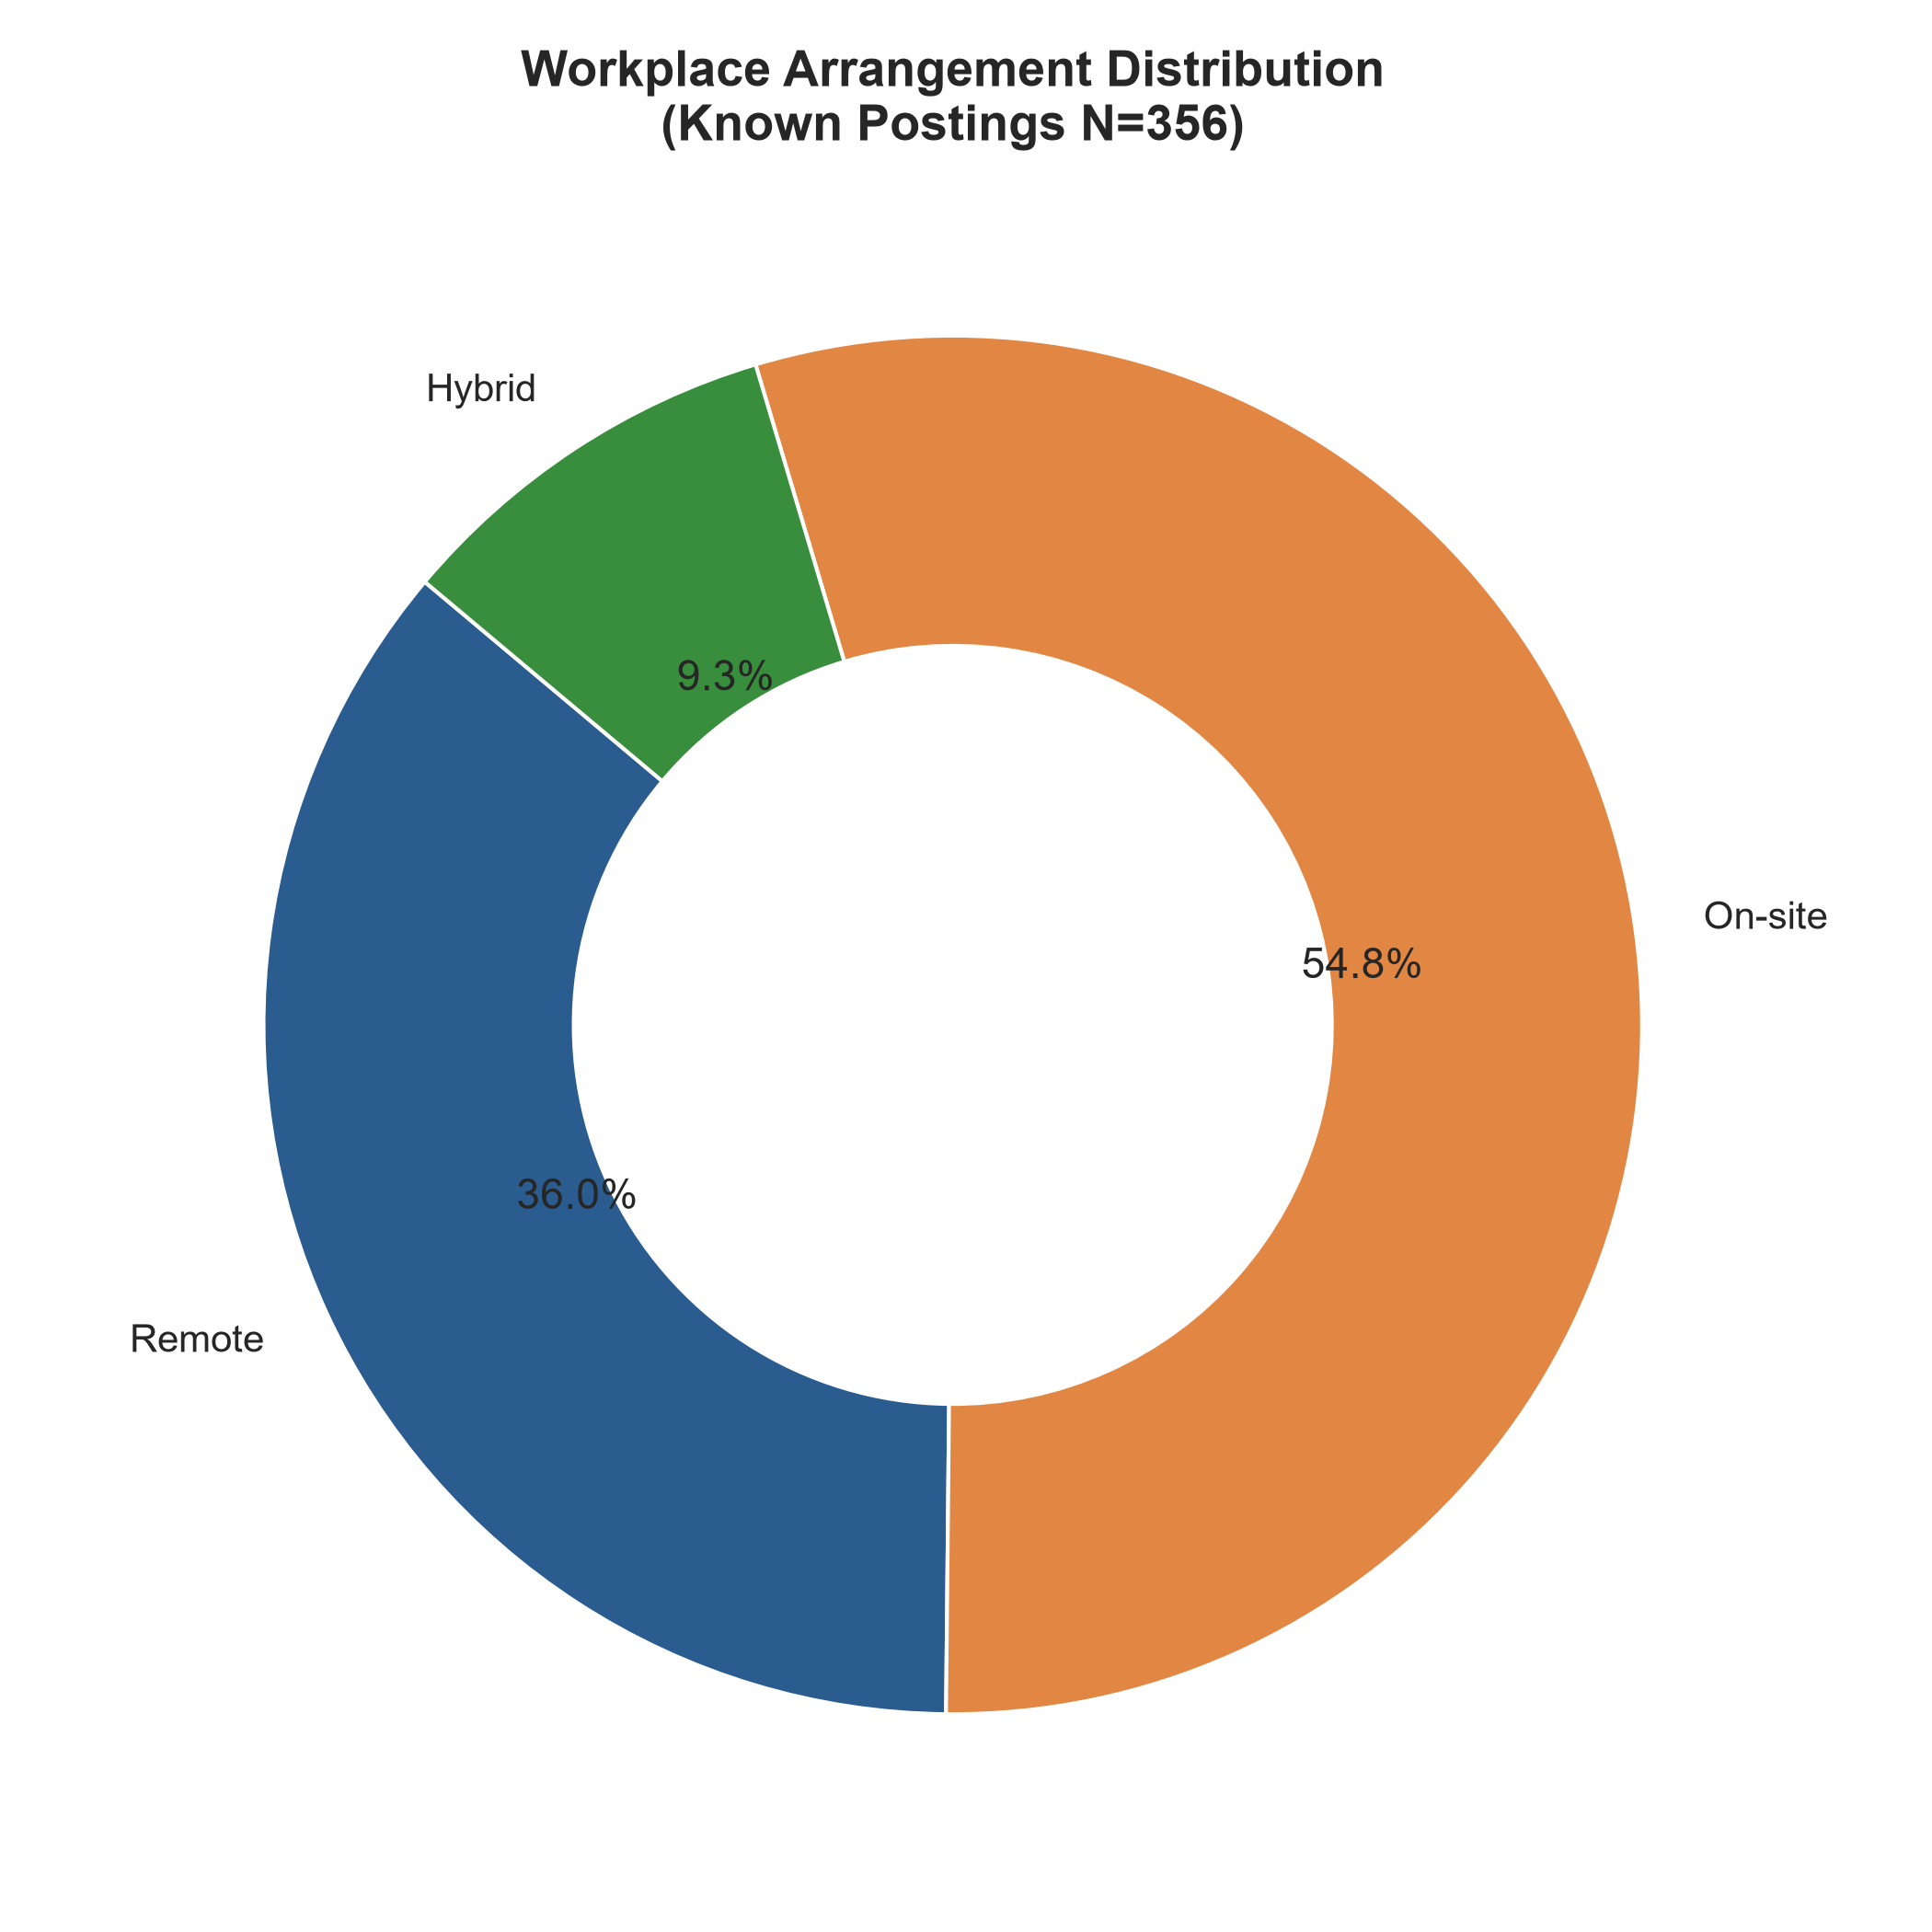 Workplace Arrangement Distribution
(Known Postings N=356)
Hybrid
9.3%
On-site
54.8%
36.0%
Remote